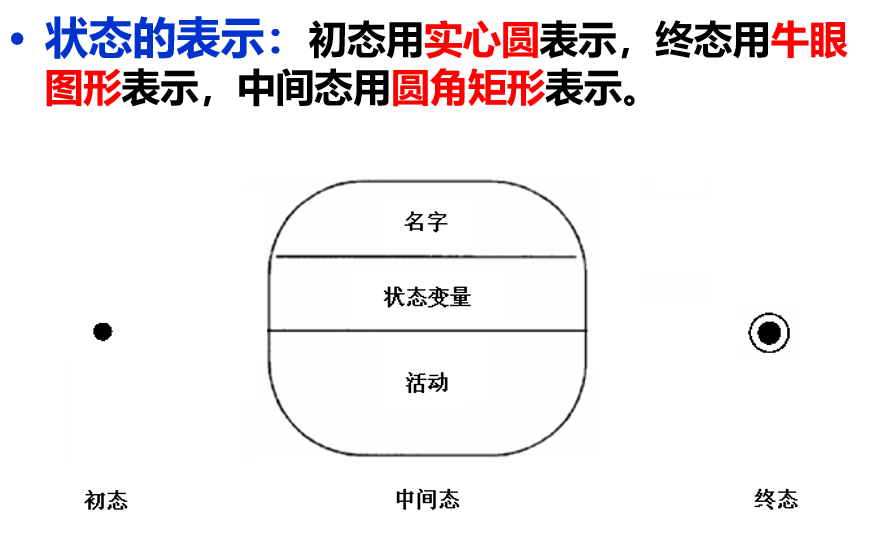 • 状态的表示：初态用实心圆表示，终态用牛眼
图形表示，中间态用圆角矩形表示。
名字
状态变量
活动
初态
中间态
终态